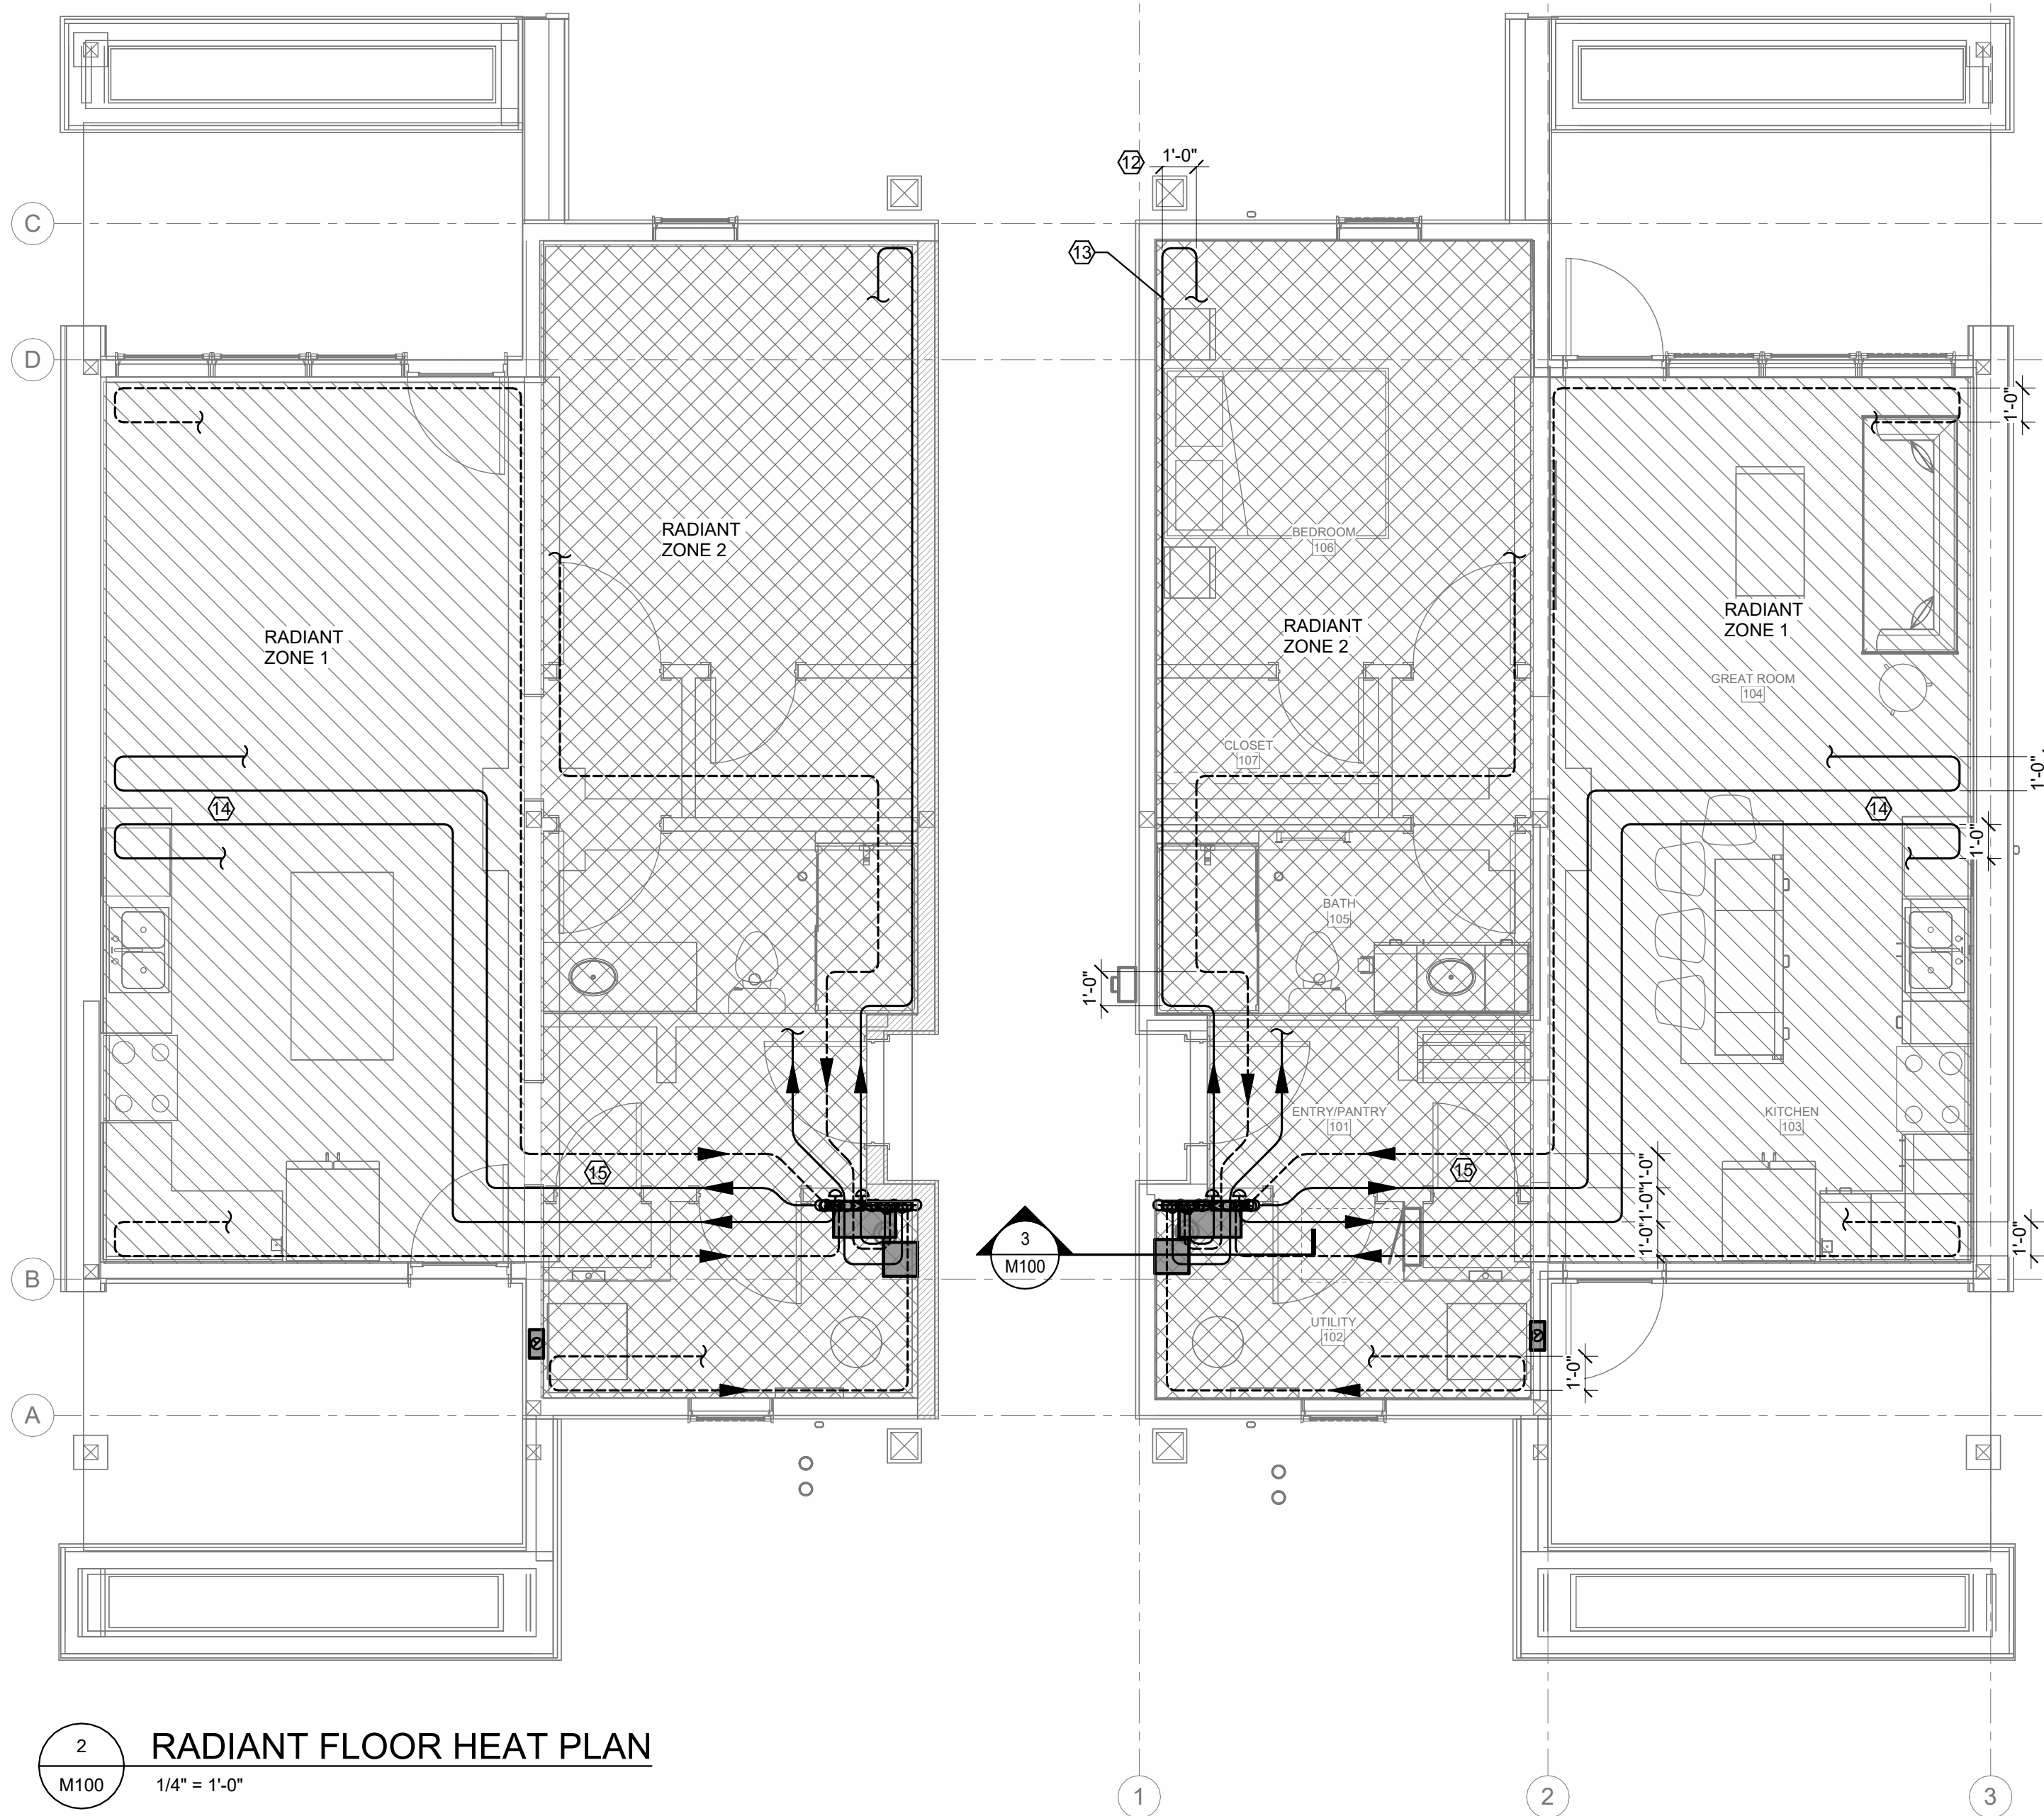 12
1'-0"
C
13
D
1'-0"
RADIANT
ZONE 2
BEDROOM
106
RADIANT
ZONE 1
RADIANT
ZONE 2
RADIANT
ZONE 1
GREAT ROOM
104
CLOSET
107
1'-0"
14
14
1'-0"
BATH
105
1'-0"
ENTRY/PANTRY
101
KITCHEN
103
15
15
1'-0"
1'-0"
1'-0"
1'-0"
3
M100
B
UTILITY
102
1'-0"
A
2
M100
RADIANT FLOOR HEAT PLAN
1/4" = 1'-0"
1
2
3